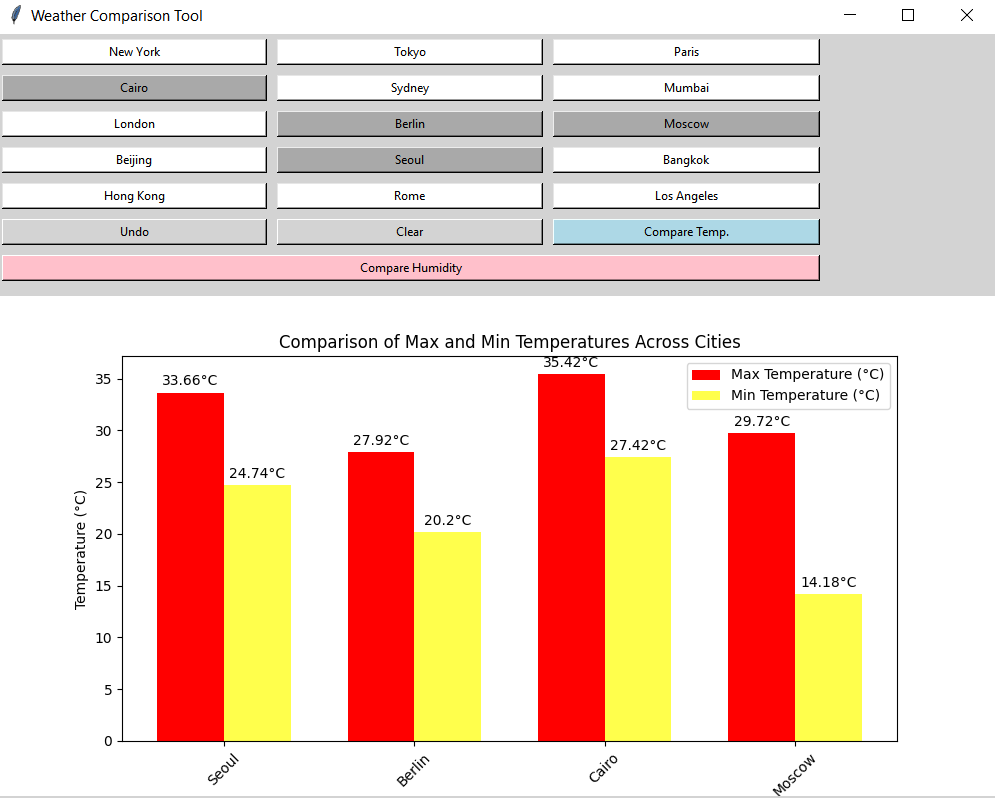 Weather Comparison Tool
New York Tokyo Paris
Cairo Sydney Mumbai
London Berlin Moscow
Beijing Seoul Bangkok
Hong Kong Rome Los Angeles
Undo Clear Compare Temp.
Compare Humidity
Comparison of Max and Min Temperatures Across Cities
Max Temperature (°C)
Min Temperature (°C)
33.66°C
24.74°C
27.92°C
20.2°C
35.42°C
27.42°C
29.72°C
14.18°C
Temperature (°C)
35
30
25
20
15
10
5
0
Seoul Berlin Cairo Moscow